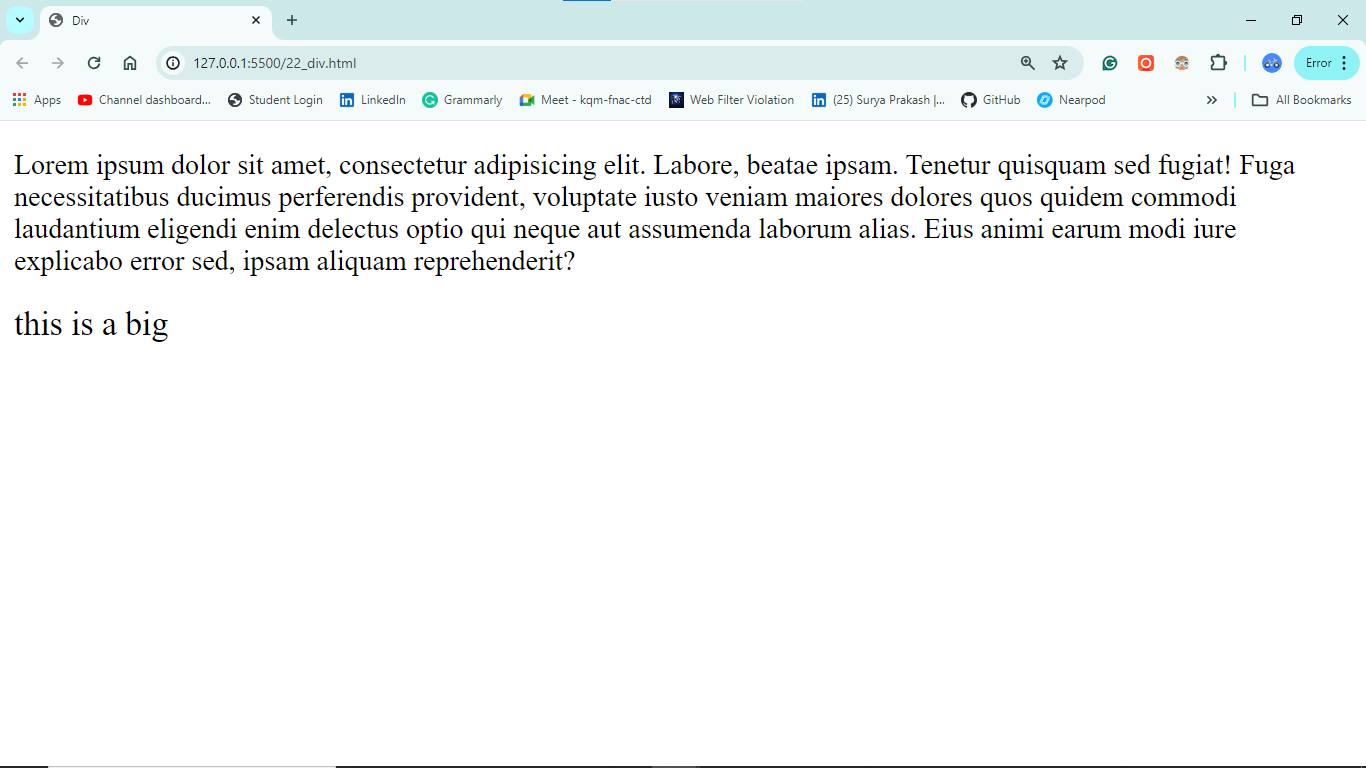 Div
127.0.0.1:5500/22_div.html
Error
Apps Channel dashboard... Student Login LinkedIn Grammarly Meet - kqm-fnac-ctd Web Filter Violation (25) Surya Prakash |... GitHub Nearpod All Bookmarks
Lorem ipsum dolor sit amet, consectetur adipisicing elit. Labore, beatae ipsam. Tenetur quisquam sed fugiat! Fuga
necessitatibus ducimus perferendis provident, voluptate iusto veniam maiores dolores quos quidem commodi
laudantium eligendi enim delectus optio qui neque aut assumenda laborum alias. Eius animi earum modi iure
explicabo error sed, ipsam aliquam reprehenderit?
this is a big